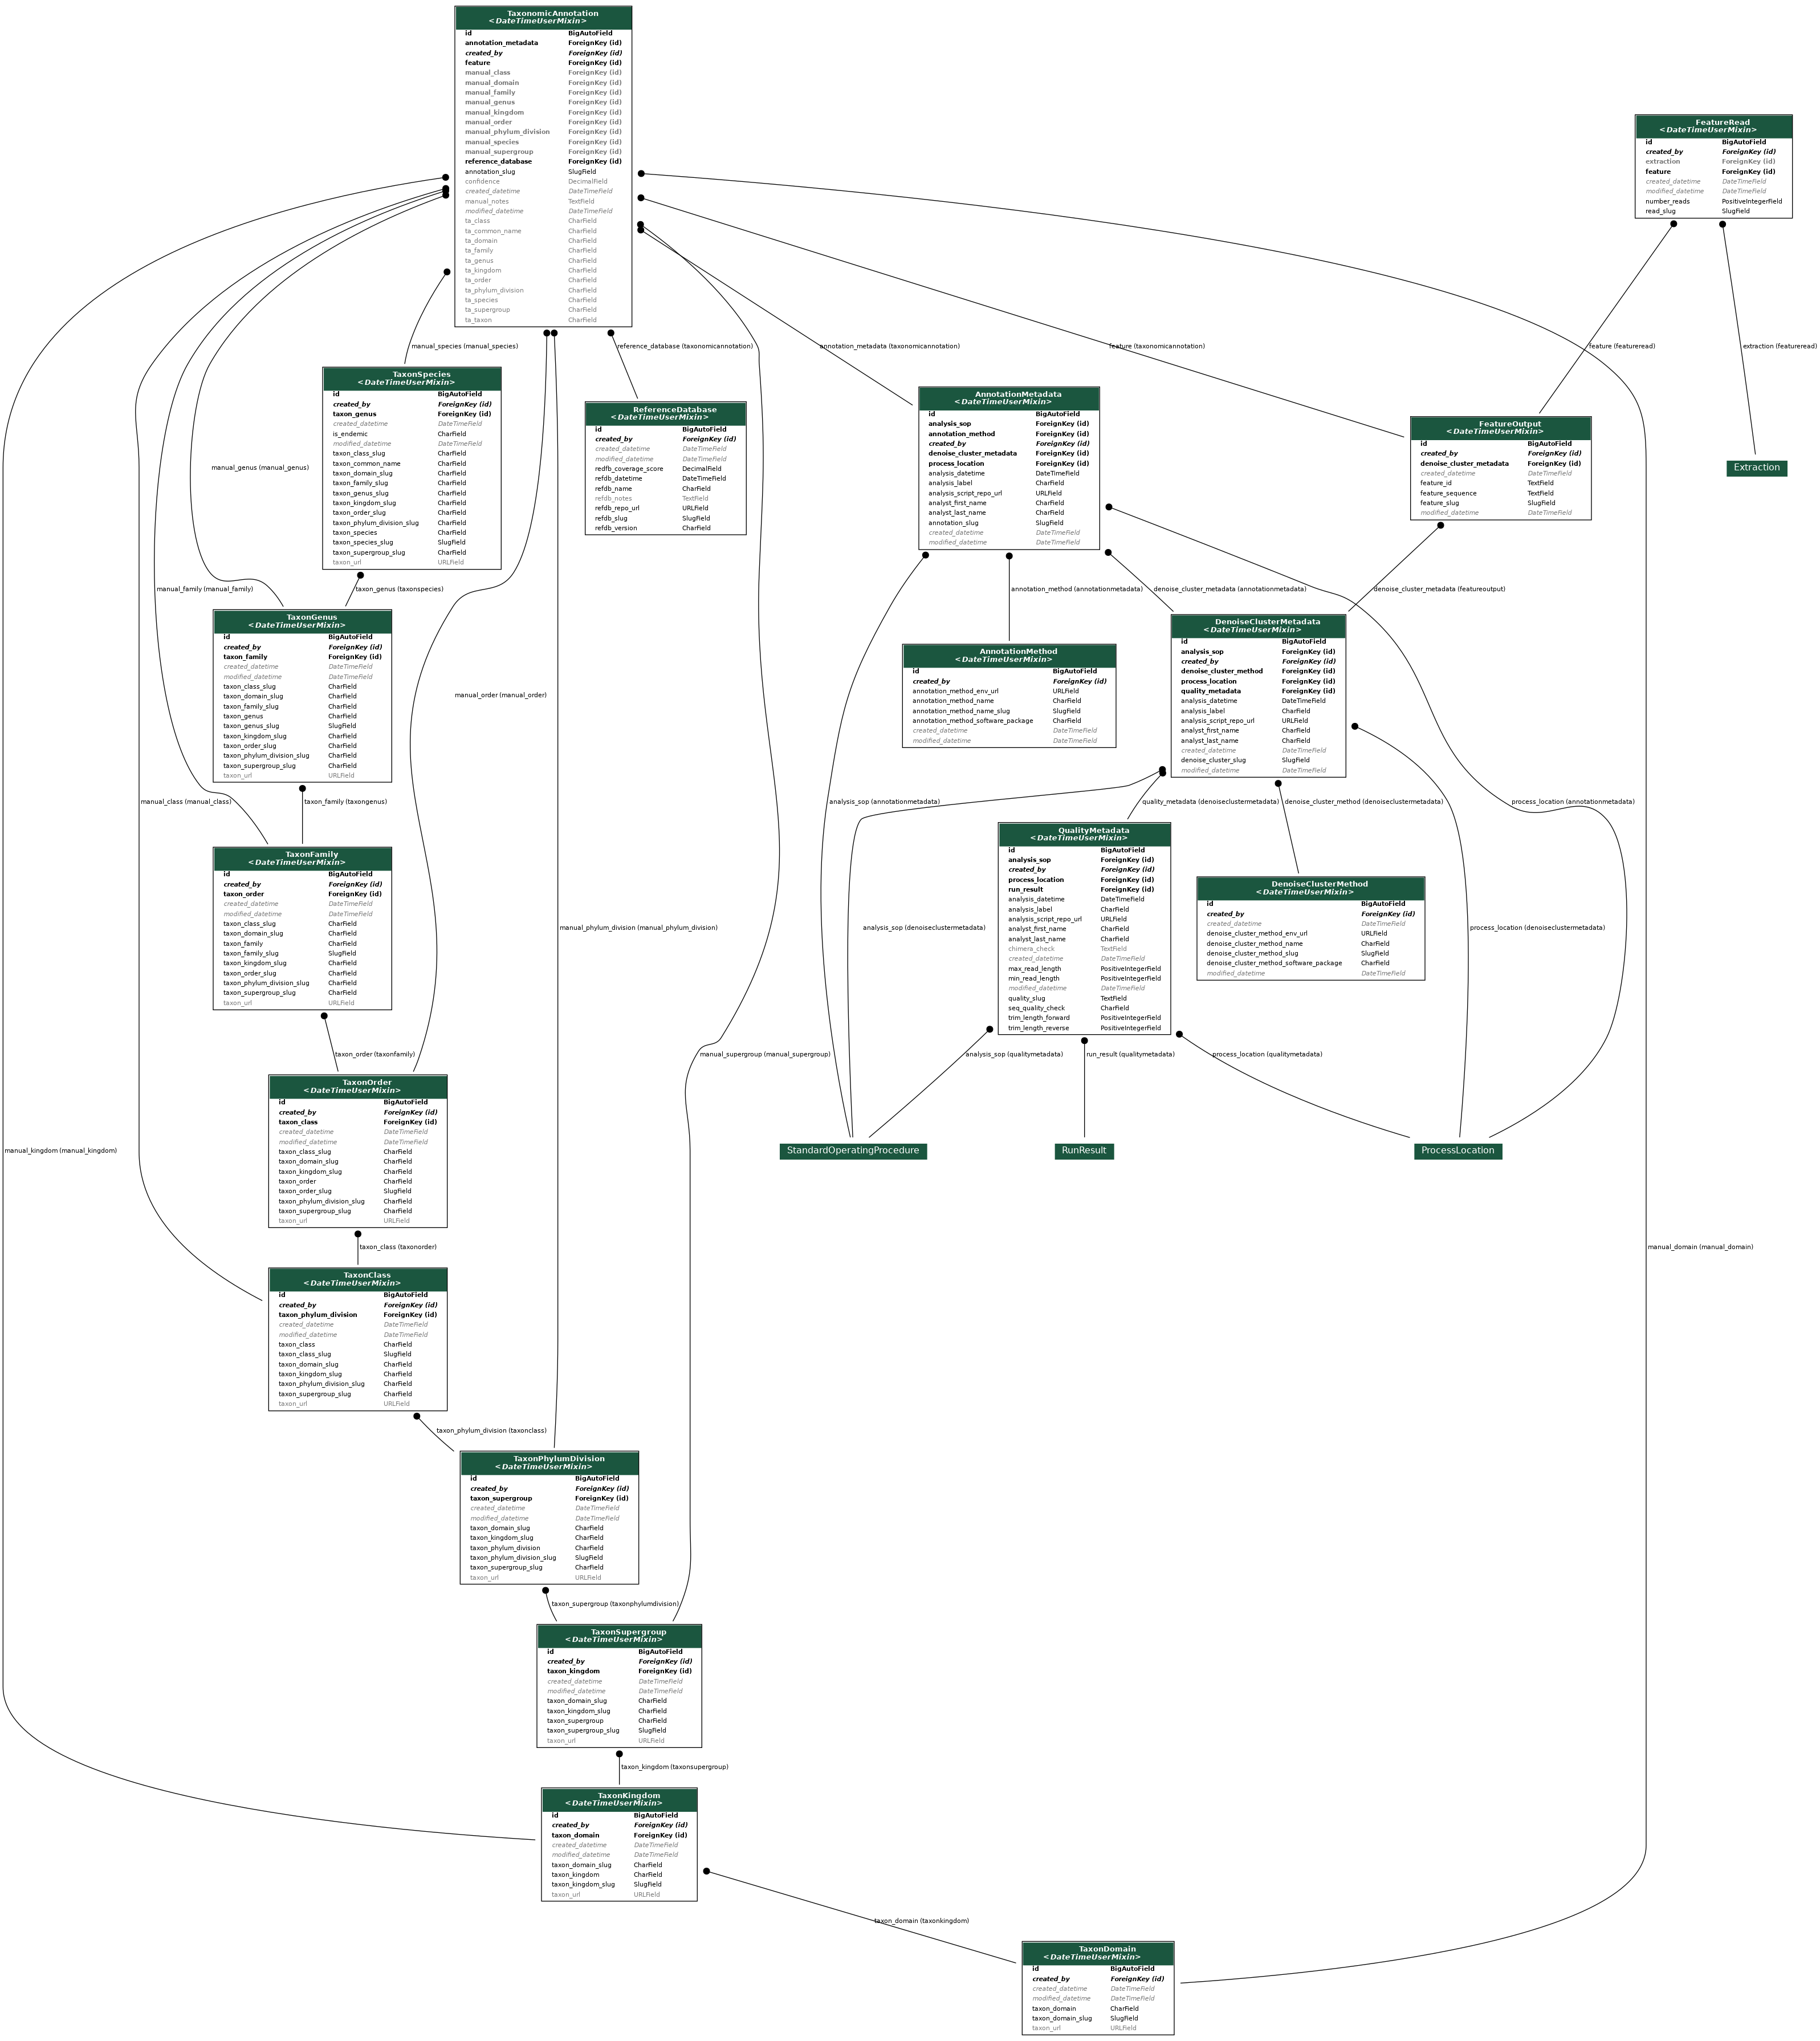 TaxonomicAnnotation
<DateTimeUserMixin>
id BigAutoField
annotation_metadata ForeignKey (id)
created_by ForeignKey (id)
feature ForeignKey (id)
manual_class ForeignKey (id)
manual_domain ForeignKey (id)
manual_family ForeignKey (id)
manual_genus ForeignKey (id)
manual_kingdom ForeignKey (id)
manual_order ForeignKey (id)
manual_phylum_division ForeignKey (id)
manual_species ForeignKey (id)
manual_supergroup ForeignKey (id)
reference_database ForeignKey (id)
annotation_slug SlugField
confidence DecimalField
created_datetime DateTimeField
manual_notes TextField
modified_datetime DateTimeField
ta_class CharField
ta_common_name CharField
ta_domain CharField
ta_family CharField
ta_genus CharField
ta_kingdom CharField
ta_order CharField
ta_phylum_division CharField
ta_species CharField
ta_supergroup CharField
ta_taxon CharField
FeatureRead
<DateTimeUserMixin>
id BigAutoField
created_by ForeignKey (id)
extraction ForeignKey (id)
feature ForeignKey (id)
created_datetime DateTimeField
modified_datetime DateTimeField
number_reads PositiveIntegerField
read_slug SlugField
manual_species (manual_species)
reference_database (taxonomicannotation)
annotation_metadata (taxonomicannotation)
feature (taxonomicannotation)
feature (featureread)
extraction (featureread)
TaxonSpecies
<DateTimeUserMixin>
id BigAutoField
created_by ForeignKey (id)
taxon_genus ForeignKey (id)
created_datetime DateTimeField
is_endemic CharField
modified_datetime DateTimeField
taxon_class_slug CharField
taxon_common_name CharField
taxon_domain_slug CharField
taxon_family_slug CharField
taxon_genus_slug CharField
taxon_kingdom_slug CharField
taxon_order_slug CharField
taxon_phylum_division_slug CharField
taxon_species CharField
taxon_species_slug SlugField
taxon_supergroup_slug CharField
taxon_url URLField
ReferenceDatabase
<DateTimeUserMixin>
id BigAutoField
created_by ForeignKey (id)
created_datetime DateTimeField
modified_datetime DateTimeField
redfb_coverage_score DecimalField
refdb_datetime DateTimeField
refdb_name CharField
refdb_notes TextField
refdb_repo_url URLField
refdb_slug SlugField
refdb_version CharField
AnnotationMetadata
<DateTimeUserMixin>
id BigAutoField
analysis_sop ForeignKey (id)
annotation_method ForeignKey (id)
created_by ForeignKey (id)
denoise_cluster_metadata ForeignKey (id)
process_location ForeignKey (id)
analysis_datetime DateTimeField
analysis_label CharField
analysis_script_repo_url URLField
analyst_first_name CharField
analyst_last_name CharField
annotation_slug SlugField
created_datetime DateTimeField
modified_datetime DateTimeField
FeatureOutput
<DateTimeUserMixin>
id BigAutoField
created_by ForeignKey (id)
denoise_cluster_metadata ForeignKey (id)
created_datetime DateTimeField
feature_id TextField
feature_sequence TextField
feature_slug SlugField
modified_datetime DateTimeField
Extraction
manual_genus (manual_genus)
manual_family (manual_family)
taxon_genus (taxonspecies)
annotation_method (annotationmetadata)
denoise_cluster_metadata (annotationmetadata)
denoise_cluster_metadata (featureoutput)
TaxonGenus
<DateTimeUserMixin>
id BigAutoField
created_by ForeignKey (id)
taxon_family ForeignKey (id)
created_datetime DateTimeField
modified_datetime DateTimeField
taxon_class_slug CharField
taxon_domain_slug CharField
taxon_family_slug CharField
taxon_genus CharField
taxon_genus_slug SlugField
taxon_kingdom_slug CharField
taxon_order_slug CharField
taxon_phylum_division_slug CharField
taxon_supergroup_slug CharField
taxon_url URLField
manual_order (manual_order)
AnnotationMethod
<DateTimeUserMixin>
id BigAutoField
created_by ForeignKey (id)
annotation_method_env_url URLField
annotation_method_name CharField
annotation_method_name_slug SlugField
annotation_method_software_package CharField
created_datetime DateTimeField
modified_datetime DateTimeField
DenoiseClusterMetadata
<DateTimeUserMixin>
id BigAutoField
analysis_sop ForeignKey (id)
created_by ForeignKey (id)
denoise_cluster_method ForeignKey (id)
process_location ForeignKey (id)
quality_metadata ForeignKey (id)
analysis_datetime DateTimeField
analysis_label CharField
analysis_script_repo_url URLField
analyst_first_name CharField
analyst_last_name CharField
created_datetime DateTimeField
denoise_cluster_slug SlugField
modified_datetime DateTimeField
manual_class (manual_class)
taxon_family (taxongenus)
analysis_sop (annotationmetadata)
quality_metadata (denoiseclustermetadata)
denoise_cluster_method (denoiseclustermetadata)
process_location (annotationmetadata)
TaxonFamily
<DateTimeUserMixin>
id BigAutoField
created_by ForeignKey (id)
taxon_order ForeignKey (id)
created_datetime DateTimeField
modified_datetime DateTimeField
taxon_class_slug CharField
taxon_domain_slug CharField
taxon_family CharField
taxon_family_slug SlugField
taxon_kingdom_slug CharField
taxon_order_slug CharField
taxon_phylum_division_slug CharField
taxon_supergroup_slug CharField
taxon_url URLField
manual_phylum_division (manual_phylum_division)
analysis_sop (denoiseclustermetadata)
QualityMetadata
<DateTimeUserMixin>
id BigAutoField
analysis_sop ForeignKey (id)
created_by ForeignKey (id)
process_location ForeignKey (id)
run_result ForeignKey (id)
analysis_datetime DateTimeField
analysis_label CharField
analysis_script_repo_url URLField
analyst_first_name CharField
analyst_last_name CharField
chimera_check TextField
created_datetime DateTimeField
max_read_length PositiveIntegerField
min_read_length PositiveIntegerField
modified_datetime DateTimeField
quality_slug TextField
seq_quality_check CharField
trim_length_forward PositiveIntegerField
trim_length_reverse PositiveIntegerField
DenoiseClusterMethod
<DateTimeUserMixin>
id BigAutoField
created_by ForeignKey (id)
created_datetime DateTimeField
denoise_cluster_method_env_url URLField
denoise_cluster_method_name CharField
denoise_cluster_method_slug SlugField
denoise_cluster_method_software_package CharField
modified_datetime DateTimeField
process_location (denoiseclustermetadata)
taxon_order (taxonfamily)
manual_supergroup (manual_supergroup)
analysis_sop (qualitymetadata)
run_result (qualitymetadata)
process_location (qualitymetadata)
TaxonOrder
<DateTimeUserMixin>
id BigAutoField
created_by ForeignKey (id)
taxon_class ForeignKey (id)
created_datetime DateTimeField
modified_datetime DateTimeField
taxon_class_slug CharField
taxon_domain_slug CharField
taxon_kingdom_slug CharField
taxon_order CharField
taxon_order_slug SlugField
taxon_phylum_division_slug CharField
taxon_supergroup_slug CharField
taxon_url URLField
manual_kingdom (manual_kingdom)
StandardOperatingProcedure
RunResult
ProcessLocation
taxon_class (taxonorder)
manual_domain (manual_domain)
TaxonClass
<DateTimeUserMixin>
id BigAutoField
created_by ForeignKey (id)
taxon_phylum_division ForeignKey (id)
created_datetime DateTimeField
modified_datetime DateTimeField
taxon_class CharField
taxon_class_slug SlugField
taxon_domain_slug CharField
taxon_kingdom_slug CharField
taxon_phylum_division_slug CharField
taxon_supergroup_slug CharField
taxon_url URLField
taxon_phylum_division (taxonclass)
TaxonPhylumDivision
<DateTimeUserMixin>
id BigAutoField
created_by ForeignKey (id)
taxon_supergroup ForeignKey (id)
created_datetime DateTimeField
modified_datetime DateTimeField
taxon_domain_slug CharField
taxon_kingdom_slug CharField
taxon_phylum_division CharField
taxon_phylum_division_slug SlugField
taxon_supergroup_slug CharField
taxon_url URLField
taxon_supergroup (taxonphylumdivision)
TaxonSupergroup
<DateTimeUserMixin>
id BigAutoField
created_by ForeignKey (id)
taxon_kingdom ForeignKey (id)
created_datetime DateTimeField
modified_datetime DateTimeField
taxon_domain_slug CharField
taxon_kingdom_slug CharField
taxon_supergroup CharField
taxon_supergroup_slug SlugField
taxon_url URLField
taxon_kingdom (taxonsupergroup)
TaxonKingdom
<DateTimeUserMixin>
id BigAutoField
created_by ForeignKey (id)
taxon_domain ForeignKey (id)
created_datetime DateTimeField
modified_datetime DateTimeField
taxon_domain_slug CharField
taxon_kingdom CharField
taxon_kingdom_slug SlugField
taxon_url URLField
taxon_domain (taxonkingdom)
TaxonDomain
<DateTimeUserMixin>
id BigAutoField
created_by ForeignKey (id)
created_datetime DateTimeField
modified_datetime DateTimeField
taxon_domain CharField
taxon_domain_slug SlugField
taxon_url URLField